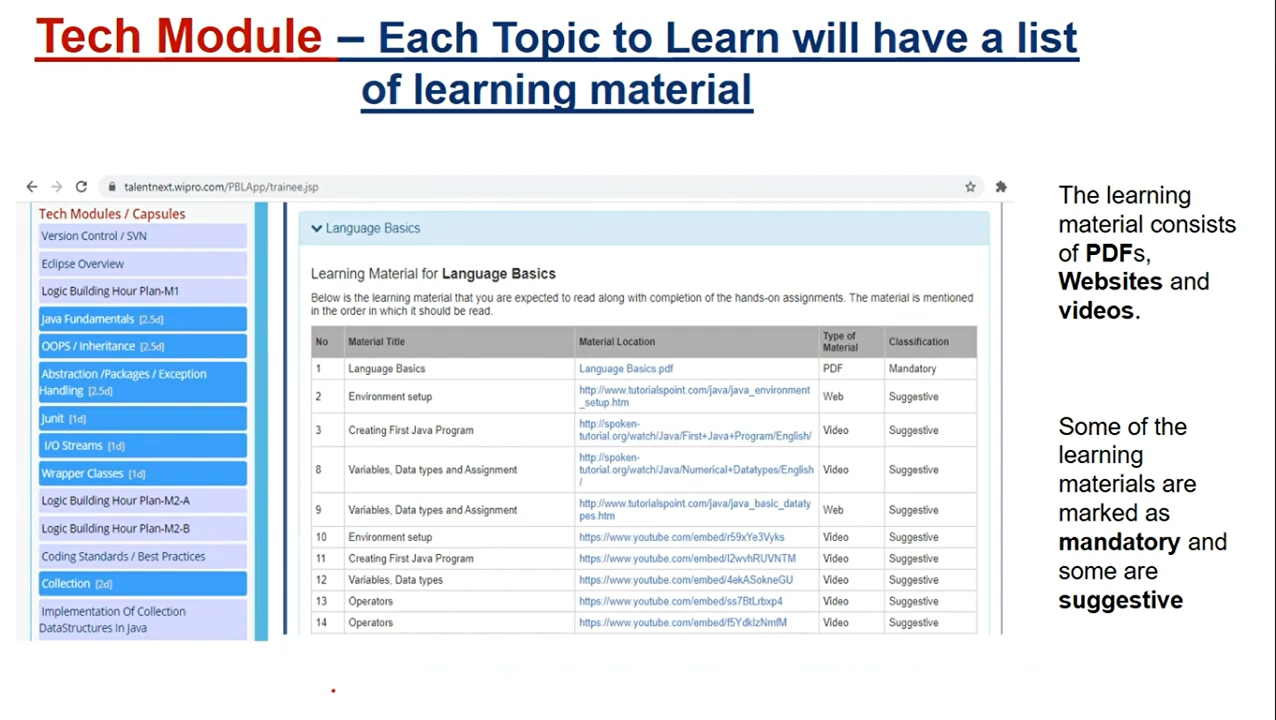 Tech Module – Each Topic to Learn will have a list
of learning material
talentnext.wipro.com/PBLApp/trainee.jsp
Tech Modules / Capsules
Version Control / SVN
Eclipse Overview
Logic Building Hour Plan-M1
Java Fundamentals [2.5d]
OOPS / Inheritance [2.5d]
Abstraction /Packages / Exception
Handling [2.5d]
Junit [1d]
I/O Streams [1d]
Wrapper Classes [1d]
Logic Building Hour Plan-M2-A
Logic Building Hour Plan-M2-B
Coding Standards / Best Practices
Collection [2d]
Implementation Of Collection
DataStructures In Java
Language Basics
Learning Material for Language Basics
Below is the learning material that you are expected to read along with completion of the hands-on assignments. The material is mentioned
in the order in which it should be read.
No Material Title Material Location Type of Material Classification
1 Language Basics Language Basics.pdf PDF Mandatory
2 Environment setup http://www.tutorialspoint.com/java/java_environment
_setup.htm Web Suggestive
3 Creating First Java Program http://spoken-
tutorial.org/watch/Java/First+Java+Program/English/ Video Suggestive
8 Variables, Data types and Assignment http://spoken-
tutorial.org/watch/Java/Numerical+Datatypes/English
/ Video Suggestive
9 Variables, Data types and Assignment http://www.tutorialspoint.com/java/java_basic_dataty
pes.htm Web Suggestive
10 Environment setup https://www.youtube.com/embed/r59xYe3Vyks Video Suggestive
11 Creating First Java Program https://www.youtube.com/embed/I2wvhRUVNTM Video Suggestive
12 Variables, Data types https://www.youtube.com/embed/4ekASokneGU Video Suggestive
13 Operators https://www.youtube.com/embed/ss7BtLrbxp4 Video Suggestive
14 Operators https://www.youtube.com/embed/f5YdkIzNmfM Video Suggestive
The learning
material consists
of PDFs,
Websites and
videos.
Some of the
learning
materials are
marked as
mandatory and
some are
suggestive